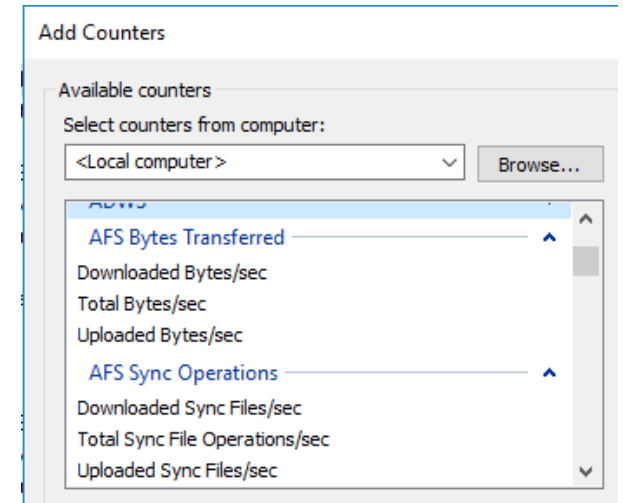 Add Counters
Available counters
Select counters from computer:
<Local computer>
Browse...
ADWS
AFS Bytes Transferred
Downloaded Bytes/sec
Total Bytes/sec
Uploaded Bytes/sec
AFS Sync Operations
Downloaded Sync Files/sec
Total Sync File Operations/sec
Uploaded Sync Files/sec